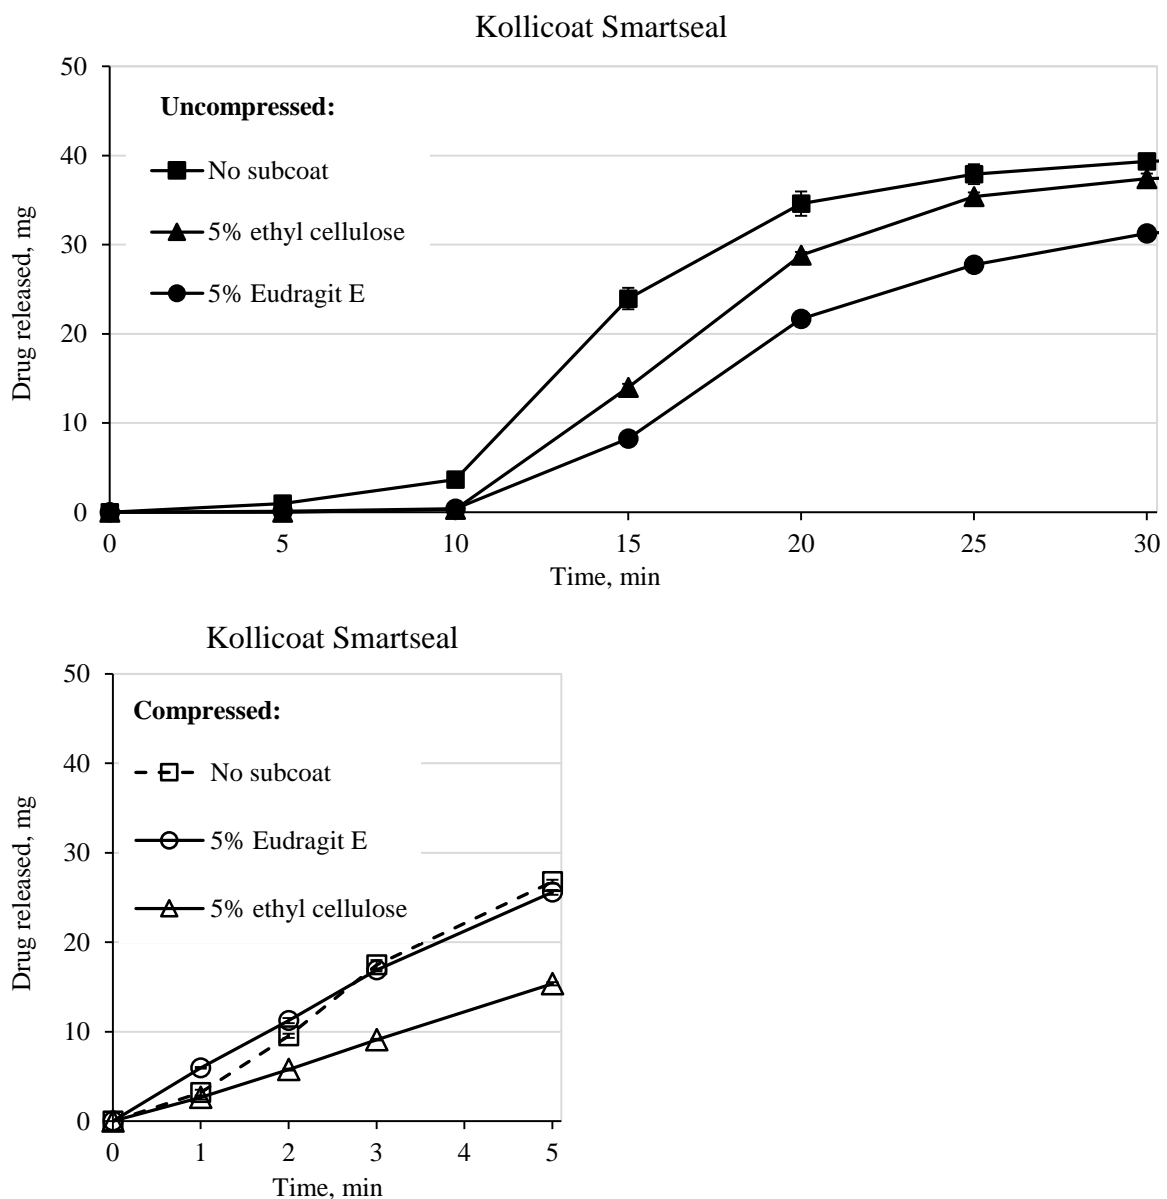 Kollicoat Smartseal
50
40
30
20
10
0
Drug released, mg
Uncompressed:
No subcoat
5% ethyl cellulose
5% Eudragit E
0 5 10 15 20 25 30
Time, min
Kollicoat Smartseal
50
40
30
20
10
0
Drug released, mg
Compressed:
No subcoat
5% Eudragit E
5% ethyl cellulose
0 1 2 3 4 5
Time, min